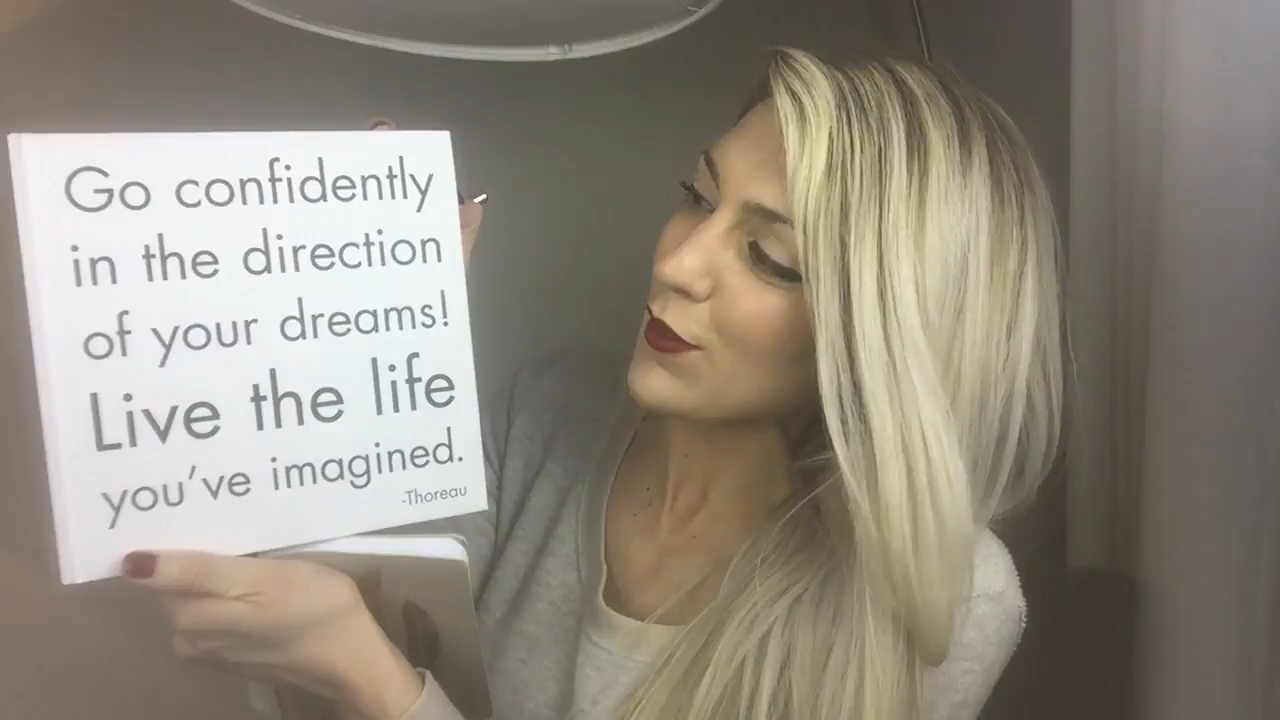 Go confidently
in the direction
of your dreams!
Live the life
you've imagined.
-Thoreau